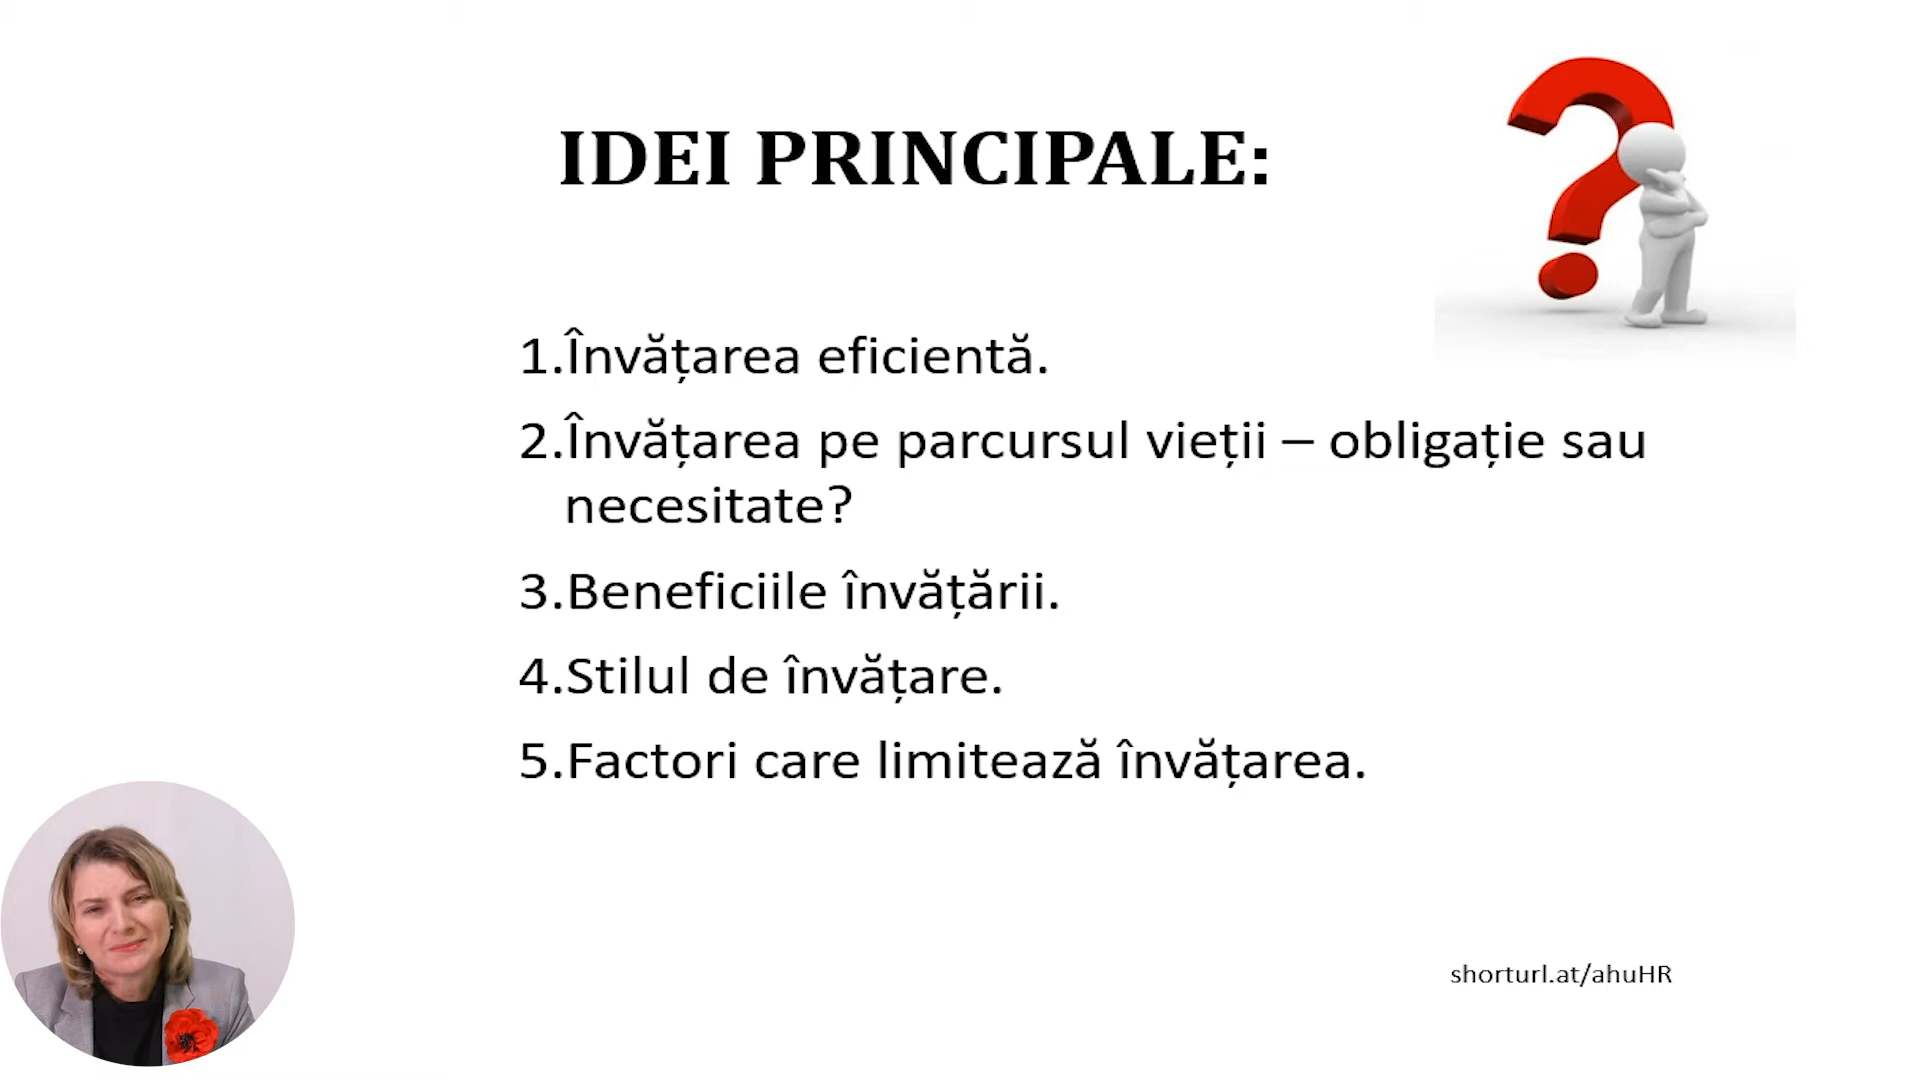 IDEI PRINCIPALE:
1.Învățarea eficientă.
2.Învățarea pe parcursul vieții – obligație sau
necesitate?
3.Beneficiile învățării.
4.Stilul de învățare.
5.Factori care limitează învățarea.
shorturl.at/ahuHR